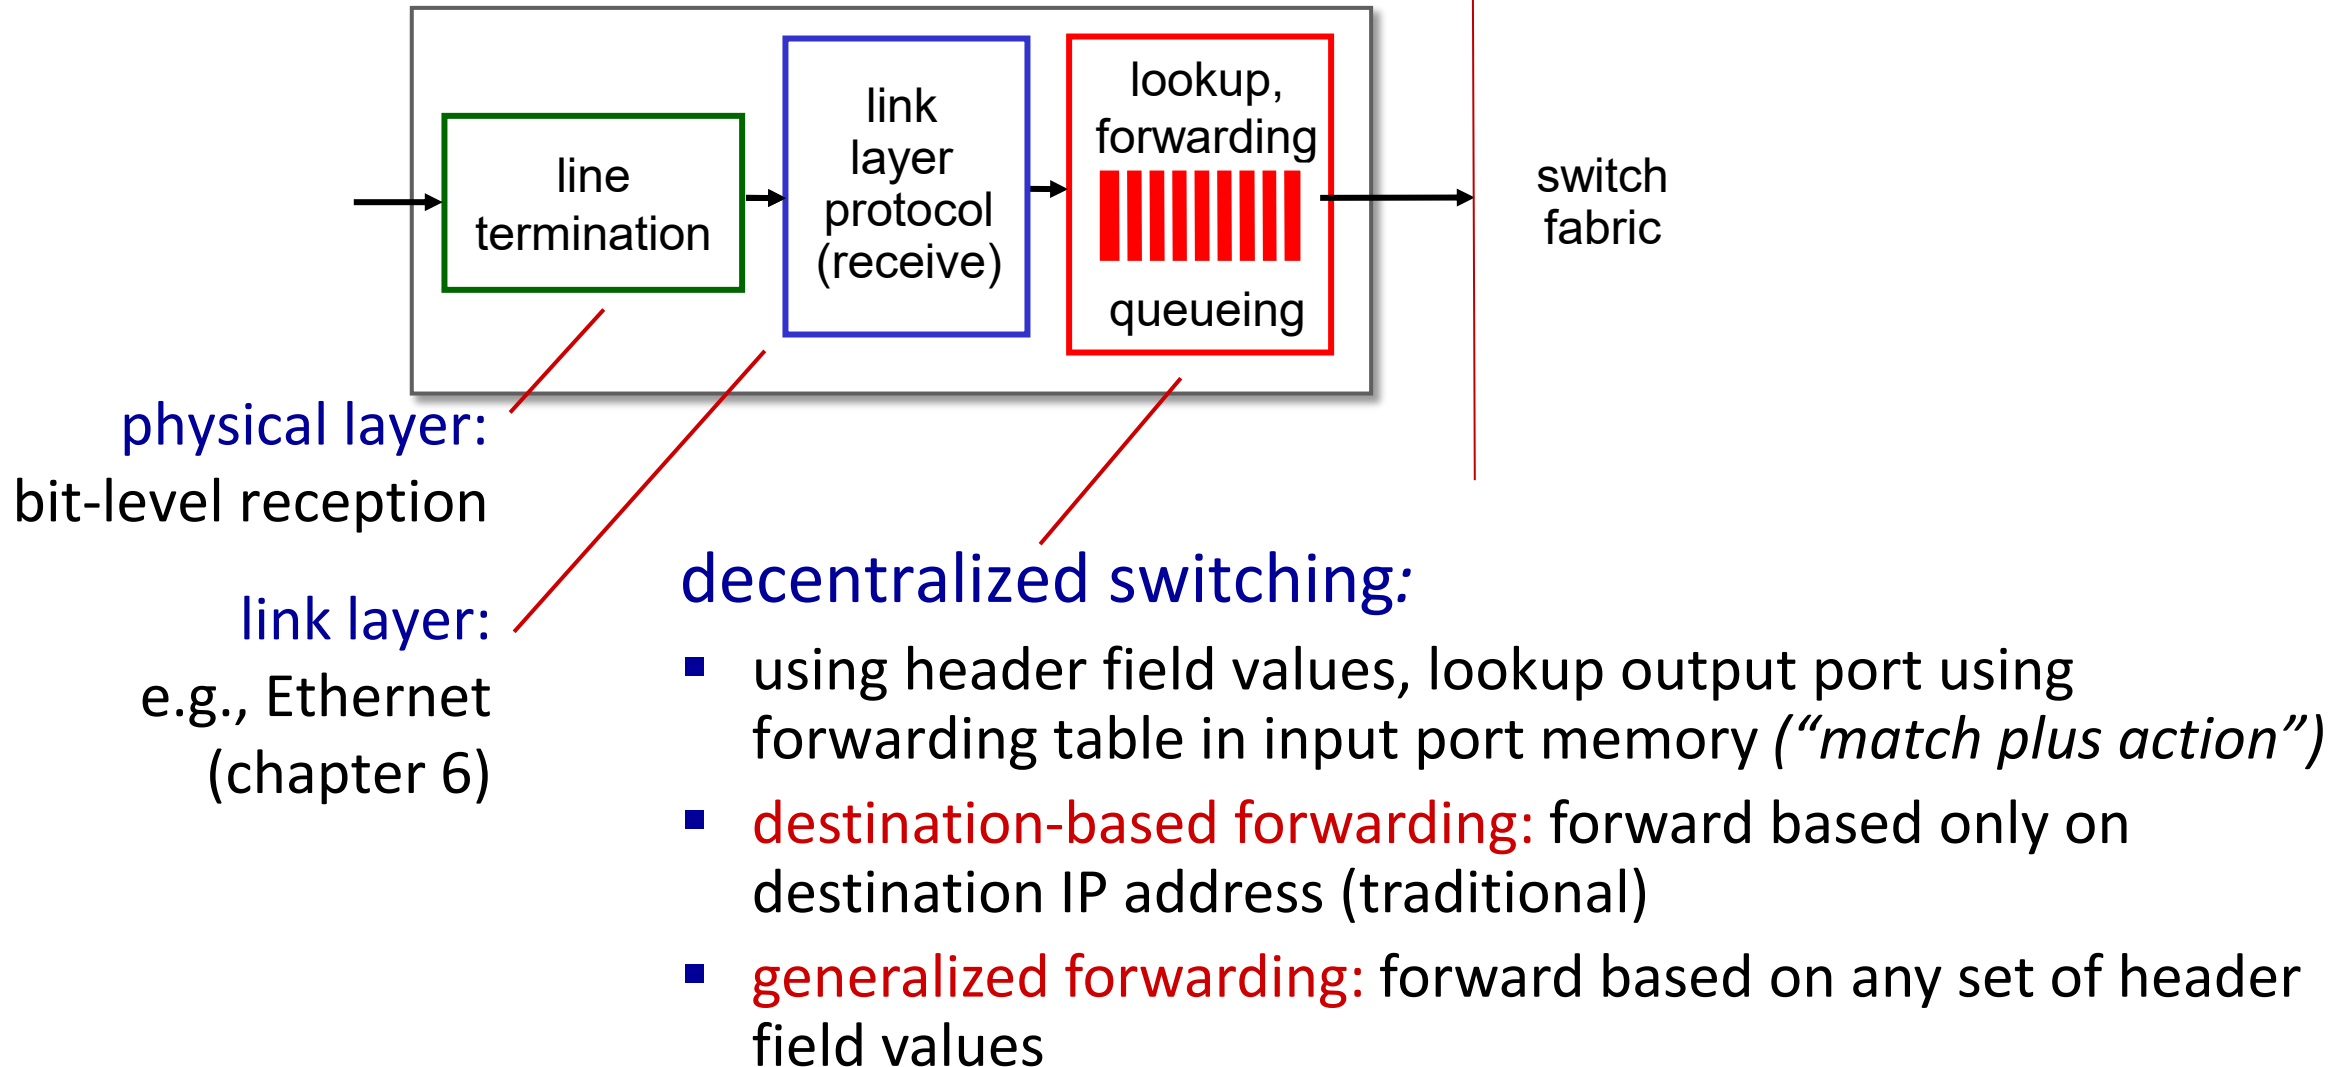 line
termination
link
layer
protocol
(receive)
lookup,
forwarding
queueing
switch
fabric
physical layer:
bit-level reception
link layer:
e.g., Ethernet
(chapter 6)
decentralized switching:
▪ using header field values, lookup output port using
forwarding table in input port memory (“match plus action”)
▪ destination-based forwarding: forward based only on
destination IP address (traditional)
▪ generalized forwarding: forward based on any set of header
field values